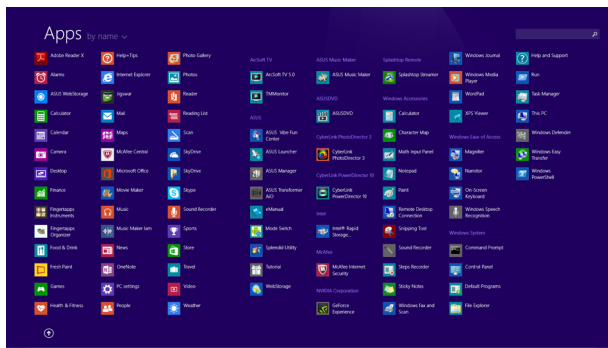 Apps by name
Adobe Reader X
Alarms
ASUS WebStorage
Calculator
Calendar
Camera
Desktop
Finance
Fingertapps
Instruments
Fingertapps
Organizer
Food & Drink
Fresh Paint
Games
Health & Fitness
Help+Tips
Internet Explorer
Jigswar
Mail
Maps
McAfee Central
Microsoft Office
Movie Maker
Music
Music Maker Jam
News
OneNote
PC settings
People
Photo Gallery
Photos
Reader
Reading List
Scan
SkyDrive
SkyDrive
Skype
Sound Recorder
Sports
Store
Travel
Video
Weather
ArcSoft TV
ArcSoft TV 5.0
TMMonitor
ASUS
ASUS Vibe Fun
Center
ASUS Launcher
ASUS Manager
ASUS Transformer
AiO
eManual
Mode Switch
Splendid Utility
Tutorial
WebStorage
ASUS Music Maker
ASUS Music Maker
ASUSDVD
ASUSDVD
CyberLink PhotoDirector 3
CyberLink
PhotoDirector 3
CyberLink PowerDirector 10
CyberLink
PowerDirector 10
Intel
Intel® Rapid
Storage...
McAfee
McAfee Internet
Security
NVIDIA Corporation
GeForce
Experience
Splashtop Remote
Splashtop Streamer
Windows Accessories
Calculator
Character Map
Math Input Panel
Notepad
Paint
Remote Desktop
Connection
Snipping Tool
Sound Recorder
Steps Recorder
Sticky Notes
Windows Fax and
Scan
Windows Journal
Windows Media
Player
WordPad
XPS Viewer
Windows Ease of Access
Magnifier
Narrator
On-Screen
Keyboard
Windows Speech
Recognition
Windows System
Command Prompt
Control Panel
Default Programs
File Explorer
Help and Support
Run
Task Manager
This PC
Windows Defender
Windows Easy
Transfer
Windows
PowerShell